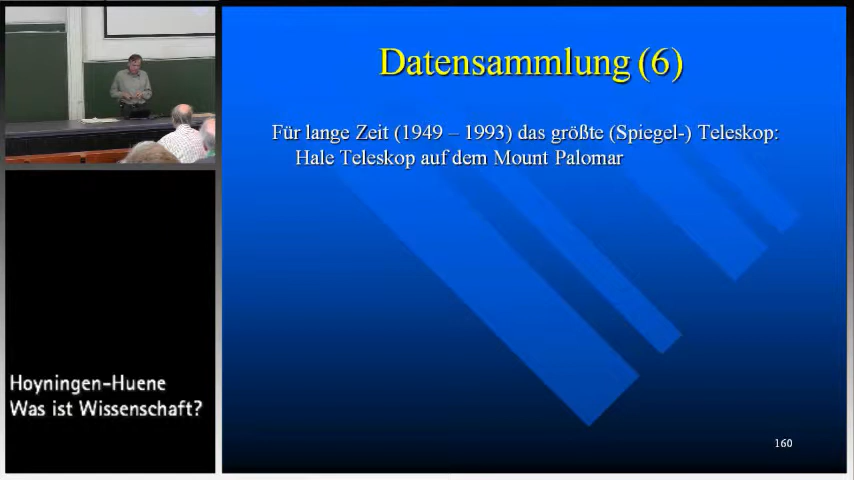 Datensammlung (6)
Für lange Zeit (1949 – 1993) das größte (Spiegel-) Teleskop:
Hale Teleskop auf dem Mount Palomar
Hoyningen-Huene
Was ist Wissenschaft?
160